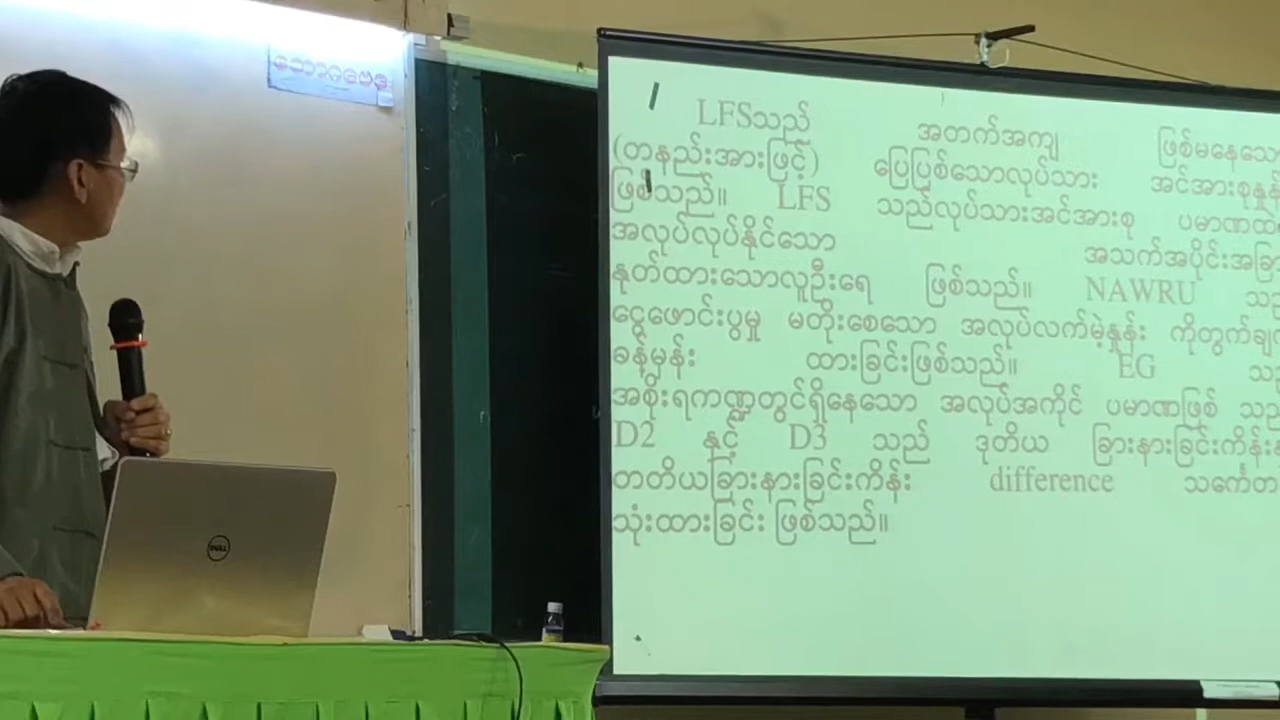 ဘောဂဗေဒ
LFSသည် အတက်အကျ ဖြစ်မနေသော
(တနည်းအားဖြင့်) ပြေပြစ်သောလုပ်သား အင်အားစုနှုန်း
ဖြစ်သည်။ LFS သည်လုပ်သားအင်အားစု ပမာဏထဲ
အလုပ်လုပ်နိုင်သော အသက်အပိုင်းအခြား
နုတ်ထားသောလူဦးရေ ဖြစ်သည်။ NAWRU သည်
ငွေဖောင်းပွမှု မတိုးစေသော အလုပ်လက်မဲ့နှုန်း ကိုတွက်ချ
ခန့်မှန်း ထားခြင်းဖြစ်သည်။ EG သည်
အစိုးရကဏ္ဍတွင်ရှိနေသော အလုပ်အကိုင် ပမာဏဖြစ် သည်
D2 နှင့် D3 သည် ဒုတိယ ခြားနားခြင်းကိန်း
တတိယခြားနားခြင်းကိန်း difference သင်္ကေတ
သုံးထားခြင်း ဖြစ်သည်။
DELL